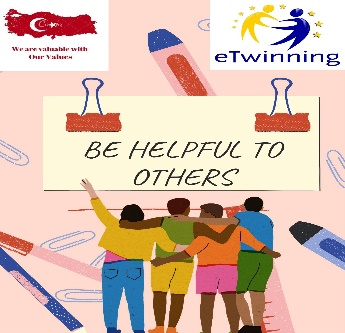 We are valuable with
Our Values
eTwinning
BE HELPFUL TO
OTHERS